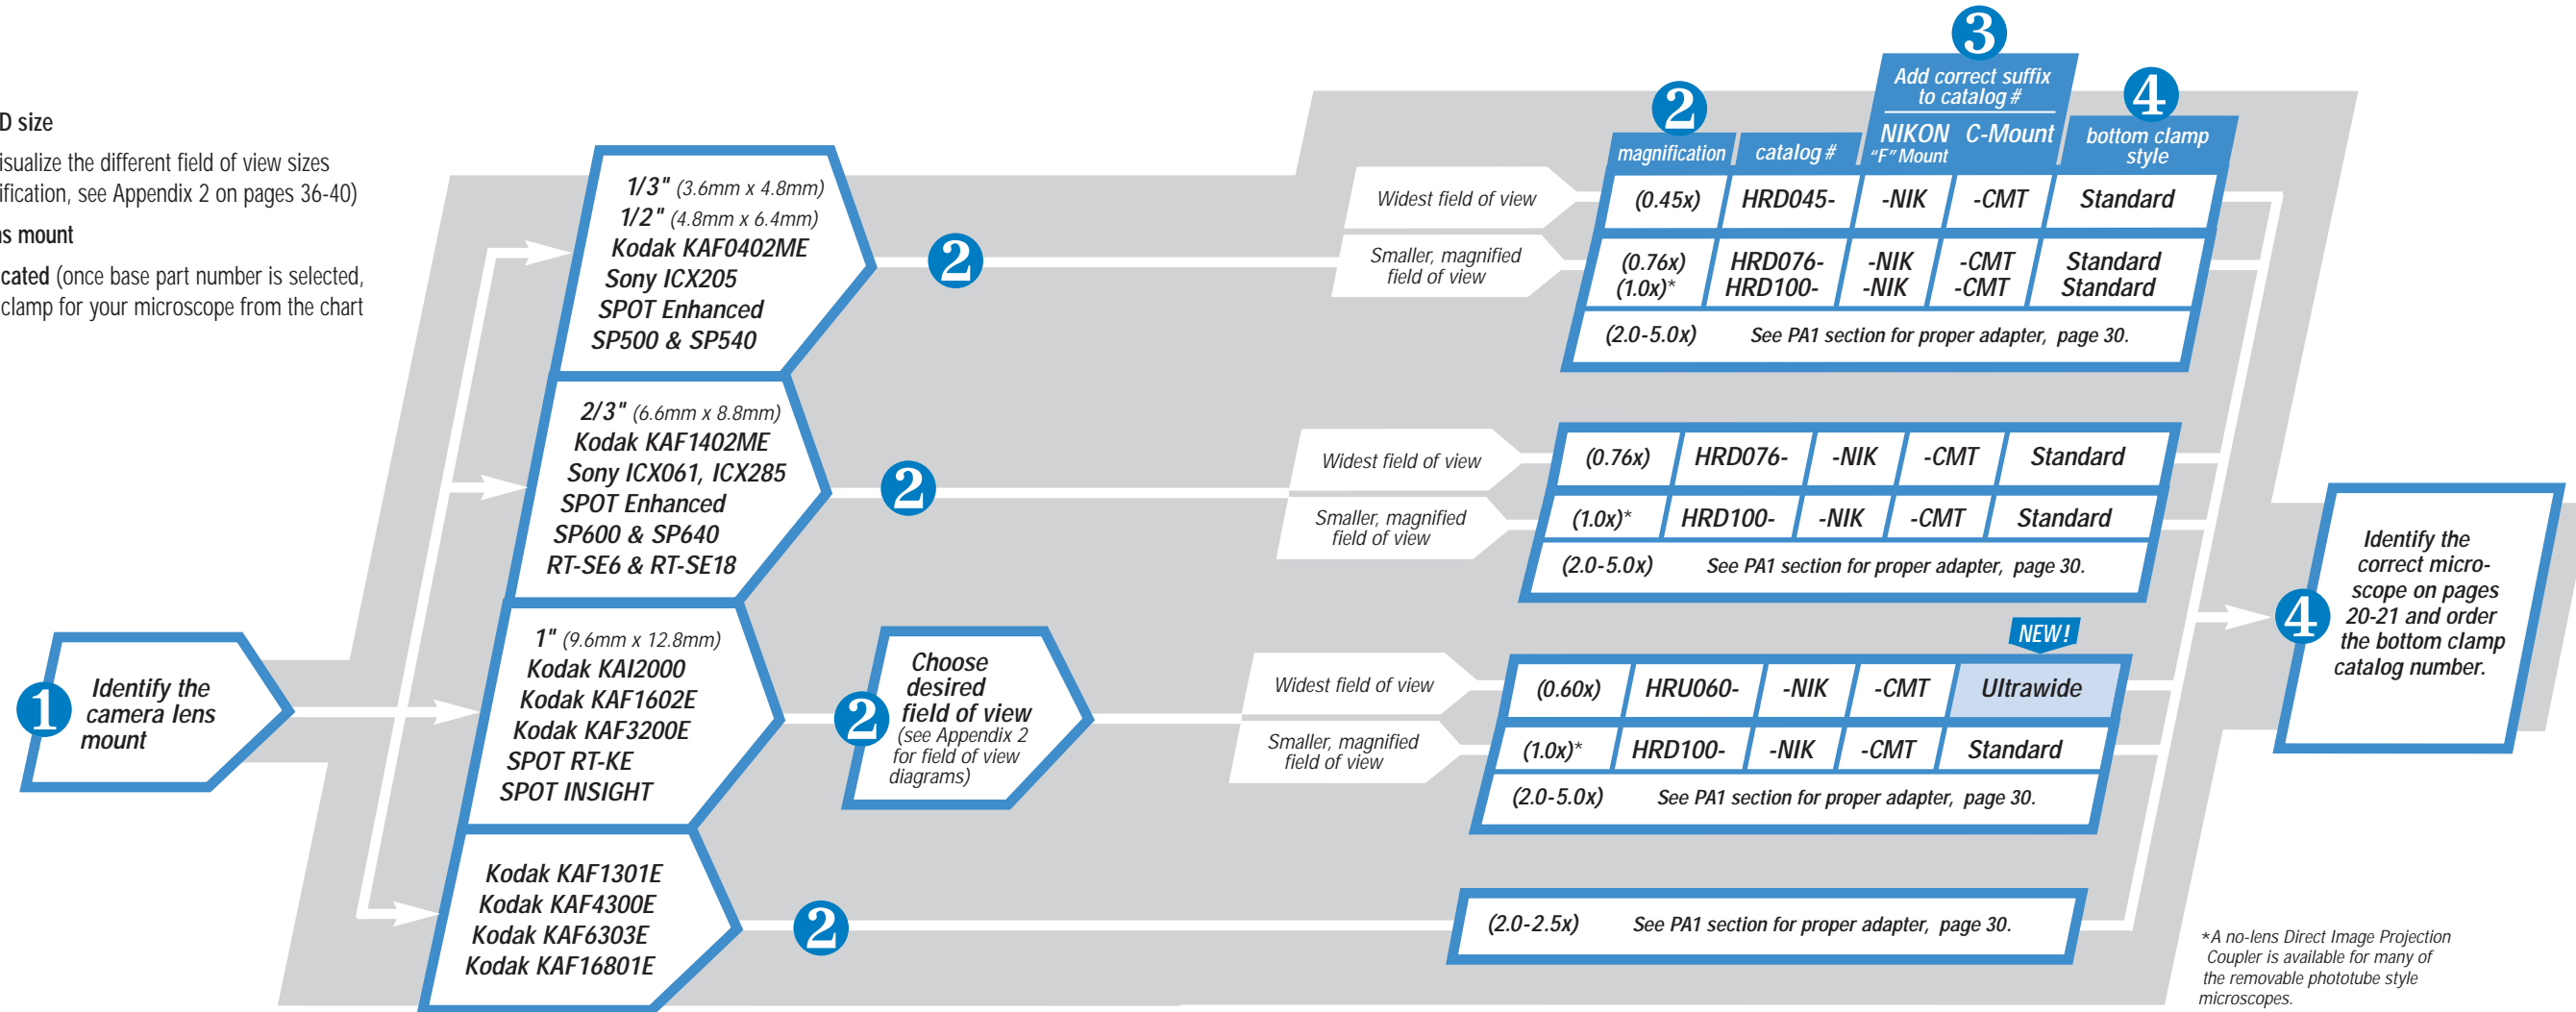 D size
isualize the different field of view sizes
ification, see Appendix 2 on pages 36-40)
ns mount
cated (once base part number is selected,
clamp for your microscope from the chart
1
Identify the
camera lens
mount
1/3" (3.6mm x 4.8mm)
1/2" (4.8mm x 6.4mm)
Kodak KAF0402ME
Sony ICX205
SPOT Enhanced
SP500 & SP540
2
2/3" (6.6mm x 8.8mm)
Kodak KAF1402ME
Sony ICX061, ICX285
SPOT Enhanced
SP600 & SP640
RT-SE6 & RT-SE18
2
1" (9.6mm x 12.8mm)
Kodak KAI2000
Kodak KAF1602E
Kodak KAF3200E
SPOT RT-KE
SPOT INSIGHT
2
Choose
desired
field of view
(see Appendix 2
for field of view
diagrams)
Kodak KAF1301E
Kodak KAF4300E
Kodak KAF6303E
Kodak KAF16801E
2
3
Add correct suffix
to catalog #
2
4
magnification catalog # NIKON "F" Mount C-Mount bottom clamp style
Widest field of view
(0.45x) HRD045- -NIK -CMT Standard
Smaller, magnified
field of view
(0.76x) HRD076- -NIK -CMT Standard
(1.0x)* HRD100- -NIK -CMT Standard
(2.0-5.0x) See PA1 section for proper adapter, page 30.
Widest field of view
(0.76x) HRD076- -NIK -CMT Standard
Smaller, magnified
field of view
(1.0x)* HRD100- -NIK -CMT Standard
(2.0-5.0x) See PA1 section for proper adapter, page 30.
NEW!
Widest field of view
(0.60x) HRU060- -NIK -CMT Ultrawide
Smaller, magnified
field of view
(1.0x)* HRD100- -NIK -CMT Standard
(2.0-5.0x) See PA1 section for proper adapter, page 30.
(2.0-2.5x) See PA1 section for proper adapter, page 30.
4
Identify the
correct micro-
scope on pages
20-21 and order
the bottom clamp
catalog number.
*A no-lens Direct Image Projection
Coupler is available for many of
the removable phototube style
microscopes.